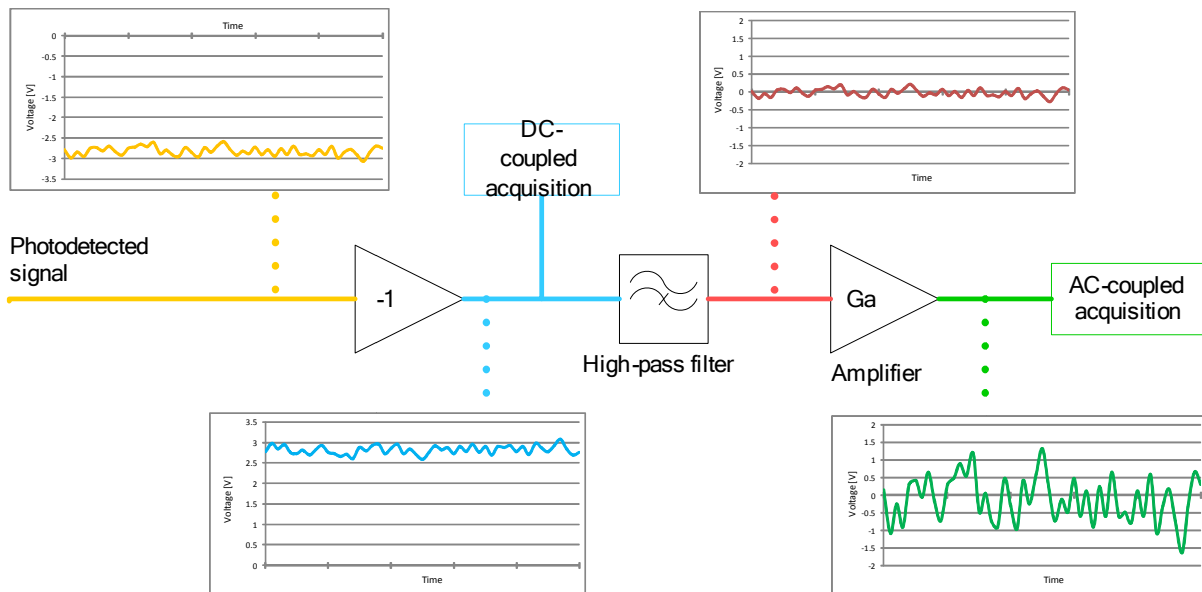 Time
0
-0.5
-1
-1.5
-2
-2.5
-3
-3.5
Voltage [V]
2
1.5
1
0.5
0
-0.5
-1
-1.5
-2
Voltage [V]
Time
DC-
coupled
acquisition
Photodetected
signal
-1
High-pass filter
Ga
Amplifier
AC-coupled
acquisition
3.5
3
2.5
2
1.5
1
0.5
0
Voltage [V]
Time
2
1.5
1
0.5
0
-0.5
-1
-1.5
-2
Voltage [V]
Time